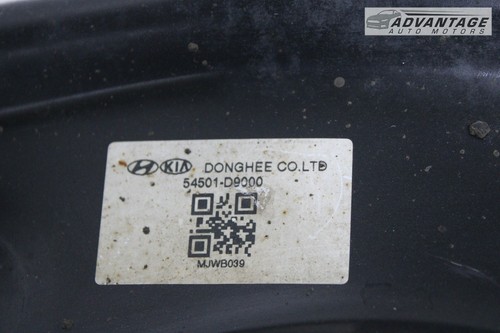 ADVANTAGE
AUTO MOTORS
KIA DONGHEE CO.LTD
54501-D9000
MJWB039